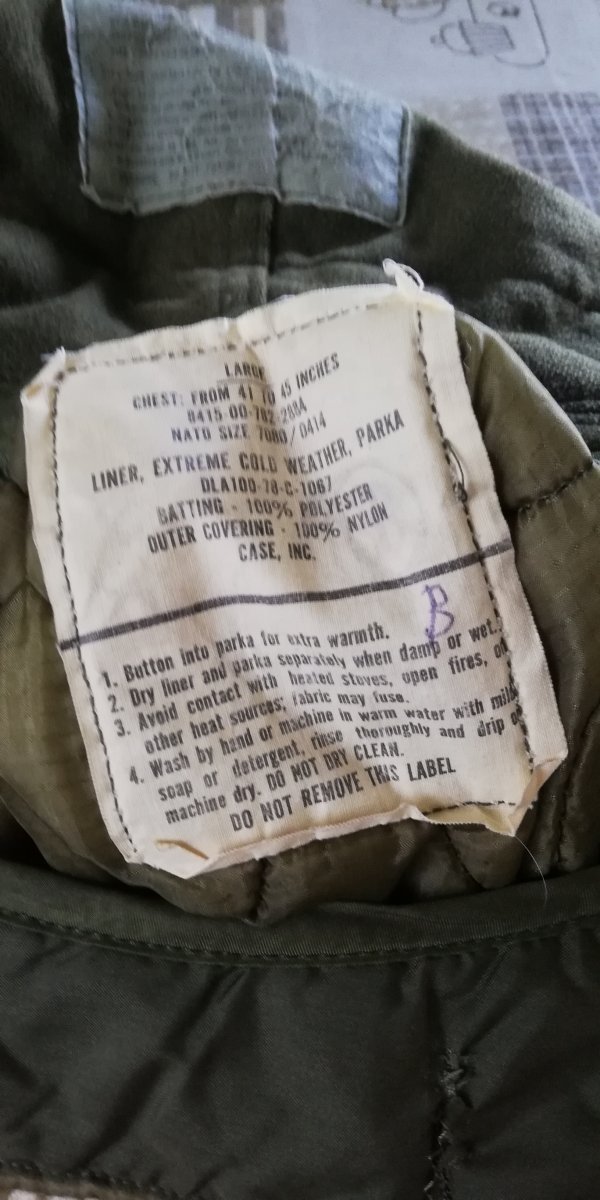 LARGE
CHEST: FROM 41 TO 45 INCHES
8415-00-782-2884
NATO SIZE 7080/0414
LINER, EXTREME COLD WEATHER, PARKA
DLA100-78-C-1067
BATTING - 100% POLYESTER
OUTER COVERING - 100% NYLON
CASE, INC.
B
1. Button into parka for extra warmth.
2. Dry liner and parka separately when damp or wet.
3. Avoid contact with heated stoves, open fires, or
other heat sources; fabric may fuse.
4. Wash by hand or machine in warm water with mild
soap or detergent, rinse thoroughly and drip or
machine dry. DO NOT DRY CLEAN.
DO NOT REMOVE THIS LABEL